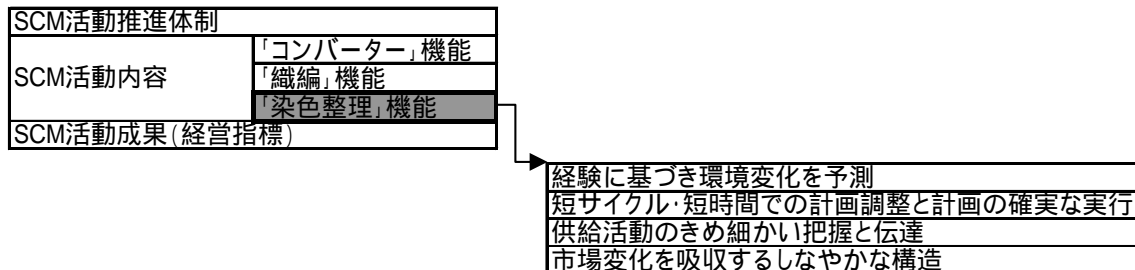 SCM活動推進体制
SCM活動内容
｢コンバーター｣機能
｢織編｣機能
｢染色整理｣機能
SCM活動成果(経営指標)
経験に基づき環境変化を予測
短サイクル･短時間での計画調整と計画の確実な実行
供給活動のきめ細かい把握と伝達
市場変化を吸収するしなやかな構造